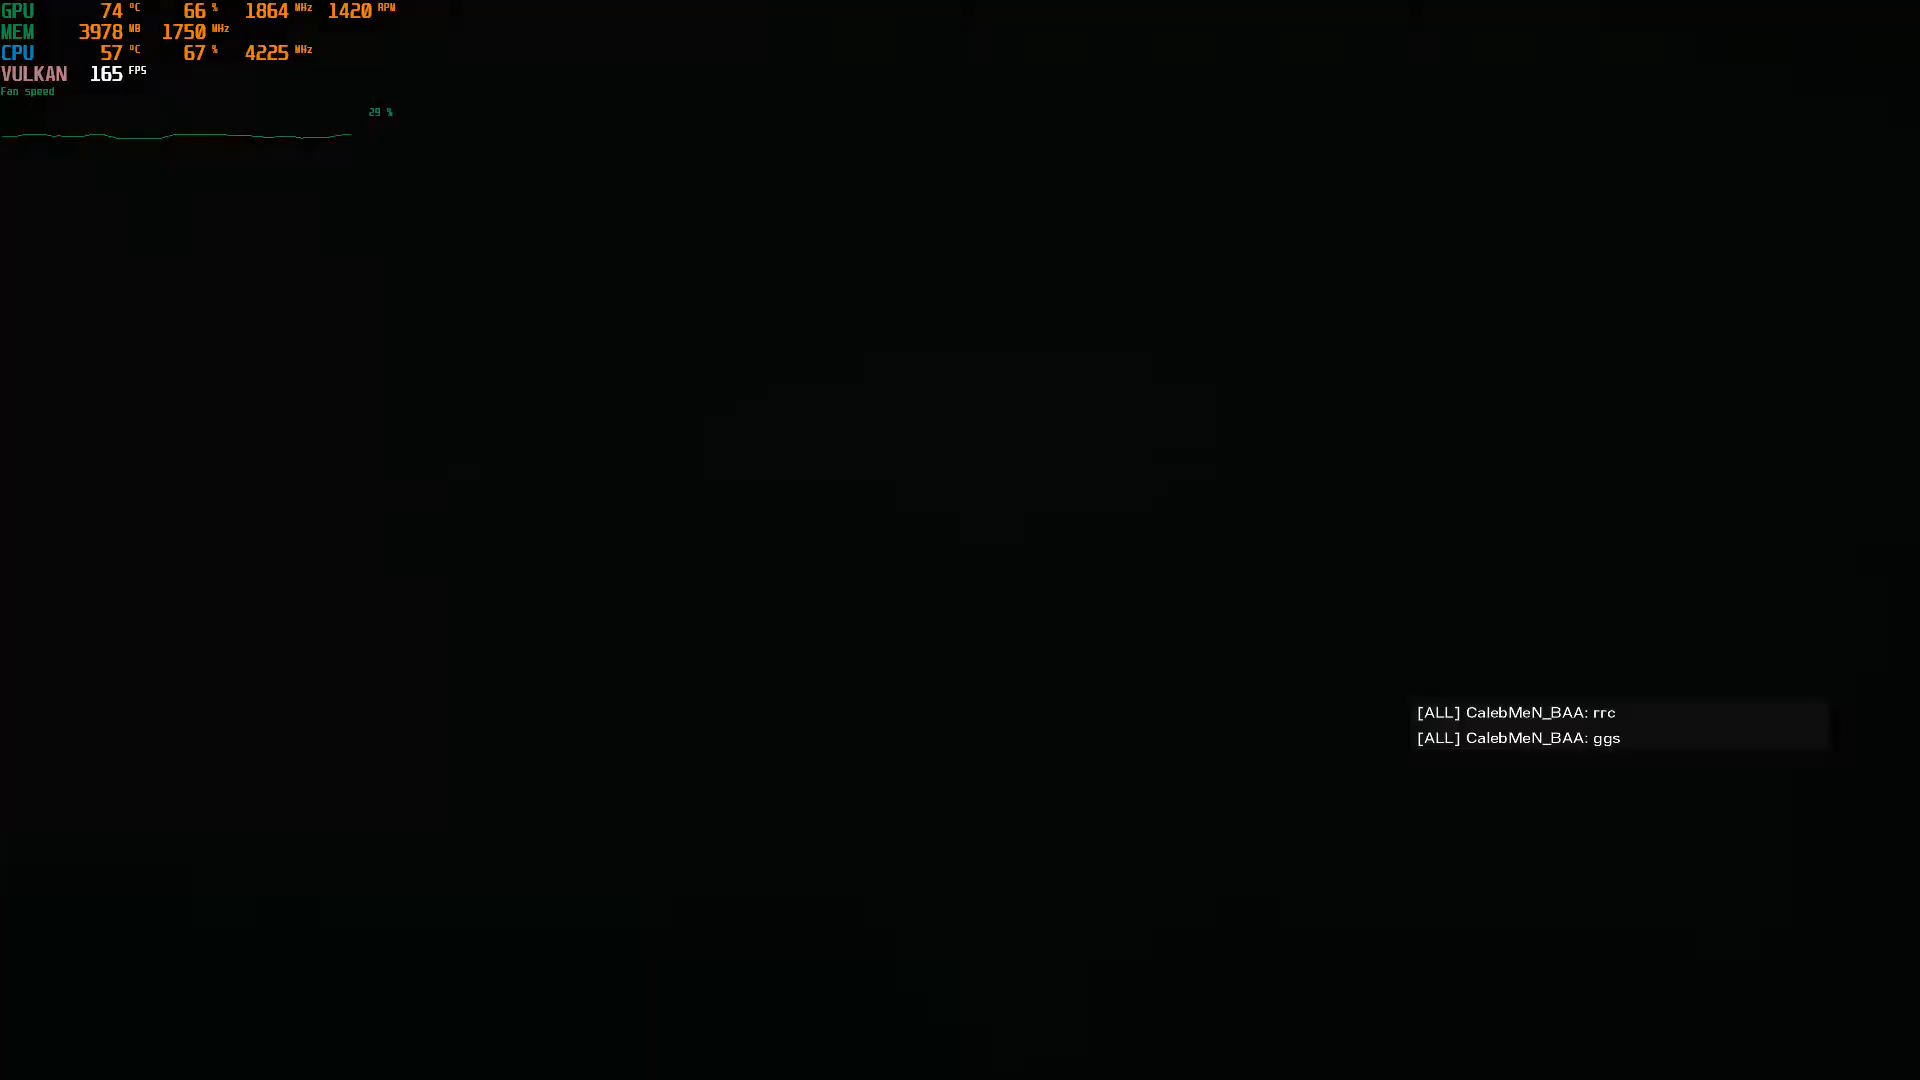 GPU 74 °C 66 % 1864 MHz 1420 RPM
MEM 3978 MB 1750 MHz
CPU 57 °C 67 % 4225 MHz
VULKAN 165 FPS
Fan speed
29 %
[ALL] CalebMeN_BAA: rrc
[ALL] CalebMeN_BAA: ggs